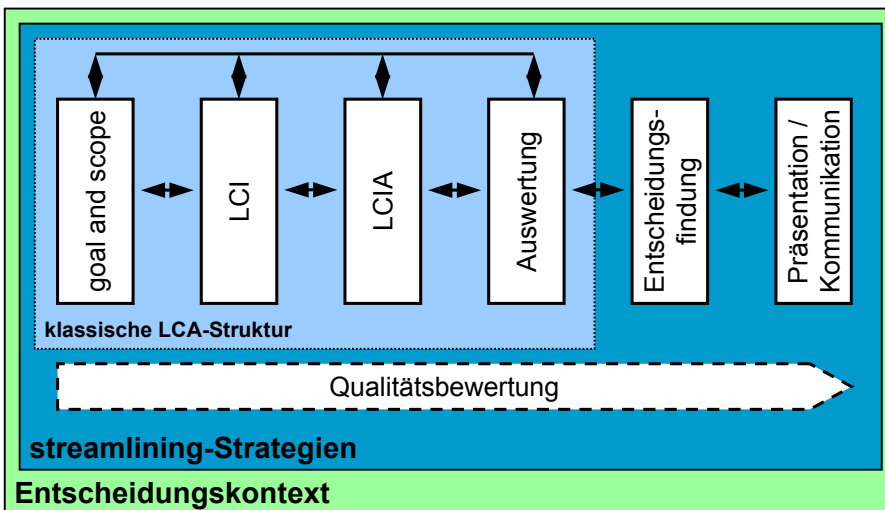 goal and scope
LCI
LCIA
Auswertung
Entscheidungs-
findung
Präsentation /
Kommunikation
klassische LCA-Struktur
Qualitätsbewertung
streamlining-Strategien
Entscheidungskontext